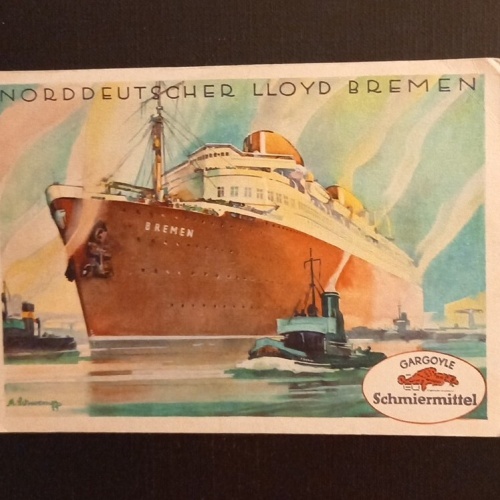 NORDDEUTSCHER LLOYD BREMEN
BREMEN
GARGOYLE
Schmiermittel